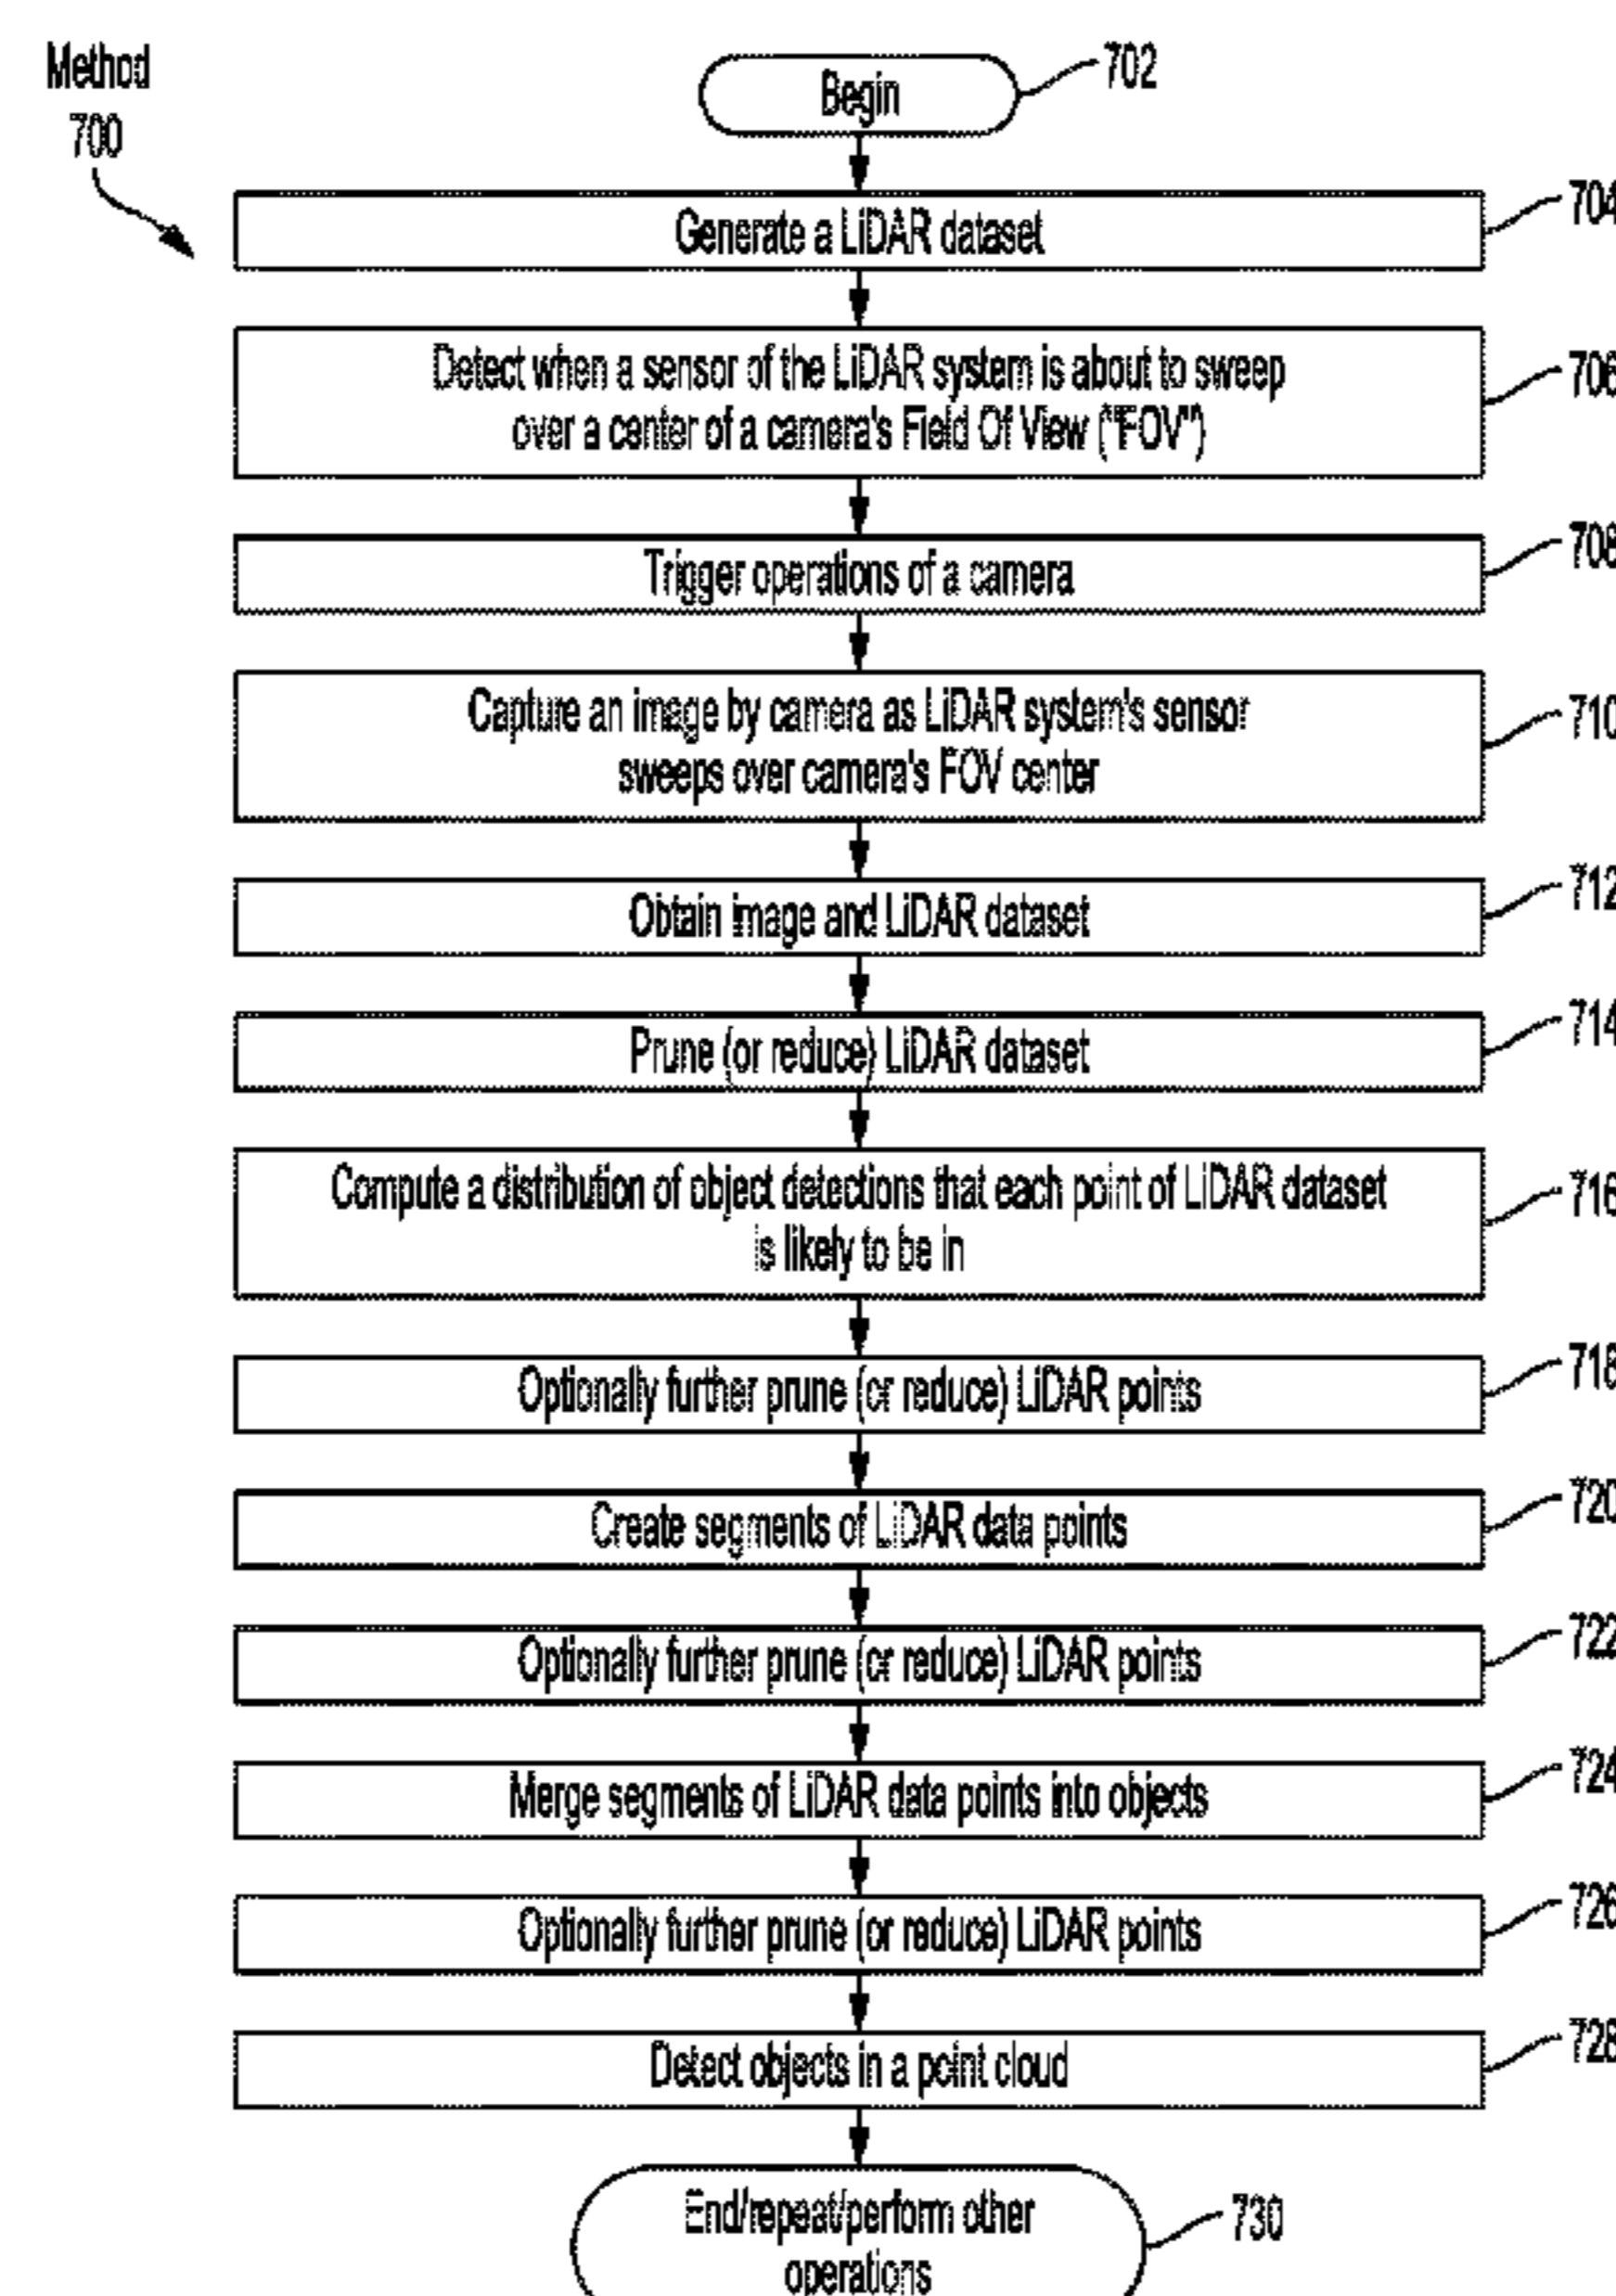 Method
700
Begin
702
Generate a LiDAR dataset
704
Detect when a sensor of the LiDAR system is about to sweep
over a center of a camera's Field Of View ("FOV")
706
Trigger operations of a camera
708
Capture an image by camera as LiDAR system's sensor
sweeps over camera's FOV center
710
Obtain image and LiDAR dataset
712
Prune (or reduce) LiDAR dataset
714
Compute a distribution of object detections that each point of LiDAR dataset
is likely to be in
716
Optionally further prune (or reduce) LiDAR points
718
Create segments of LiDAR data points
720
Optionally further prune (or reduce) LiDAR points
722
Merge segments of LiDAR data points into objects
724
Optionally further prune (or reduce) LiDAR points
726
Detect objects in a point cloud
728
End/repeat/perform other
operations
730